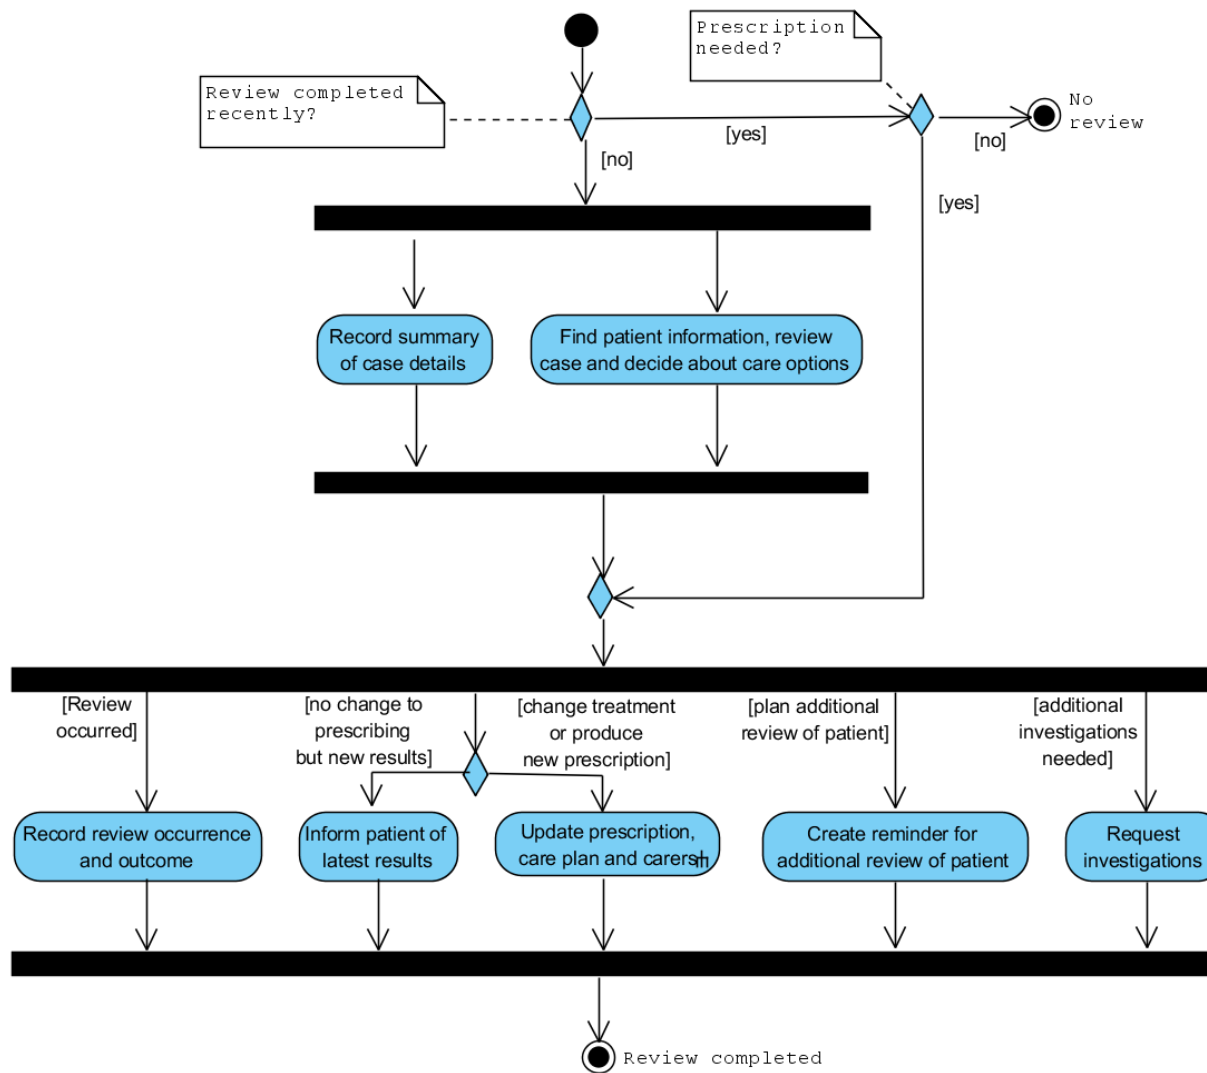 Prescription
needed?
Review completed
recently?
No
review
[yes]
[no]
[no]
[yes]
Record summary
of case details
Find patient information, review
case and decide about care options
[Review
occurred]
[no change to
prescribing
but new results]
[change treatment
or produce
new prescription]
[plan additional
review of patient]
[additional
investigations
needed]
Record review occurrence
and outcome
Inform patient of
latest results
Update prescription,
care plan and carers
Create reminder for
additional review of patient
Request
investigations
Review completed